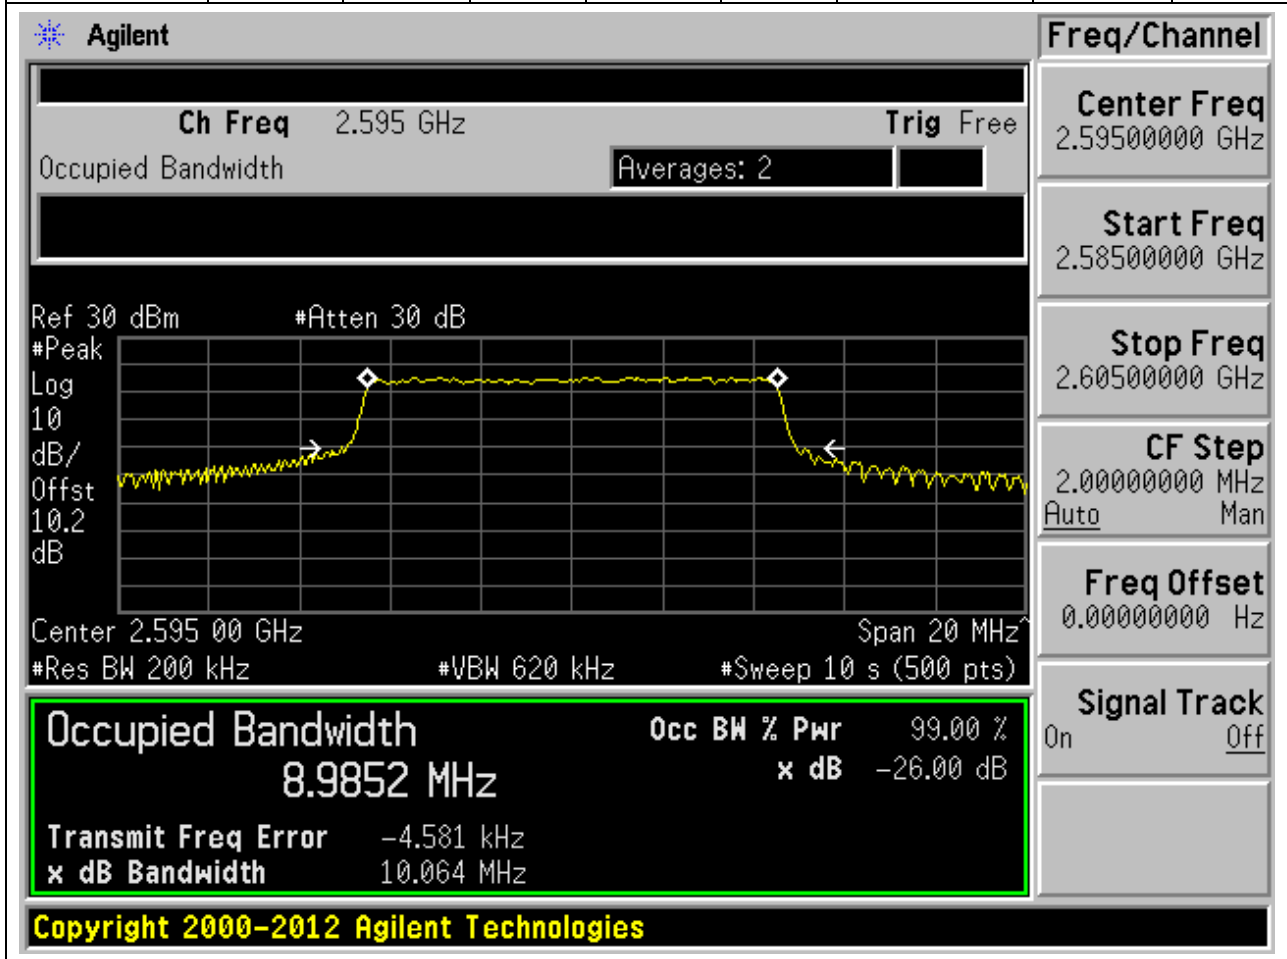 Agilent
Freq/Channel
Ch Freq 2.595 GHz Trig Free
Occupied Bandwidth Averages: 2
Center Freq
2.59500000 GHz
Start Freq
2.58500000 GHz
Stop Freq
2.60500000 GHz
CF Step
2.00000000 MHz
Auto Man
Freq Offset
0.00000000 Hz
Signal Track
On Off
Ref 30 dBm #Atten 30 dB
#Peak
Log
10
dB/
Offst
10.2
dB
Center 2.595 00 GHz Span 20 MHz^
#Res BW 200 kHz #VBW 620 kHz #Sweep 10 s (500 pts)
Occupied Bandwidth Occ BW % Pwr 99.00 %
8.9852 MHz x dB -26.00 dB
Transmit Freq Error -4.581 kHz
x dB Bandwidth 10.064 MHz
Copyright 2000-2012 Agilent Technologies